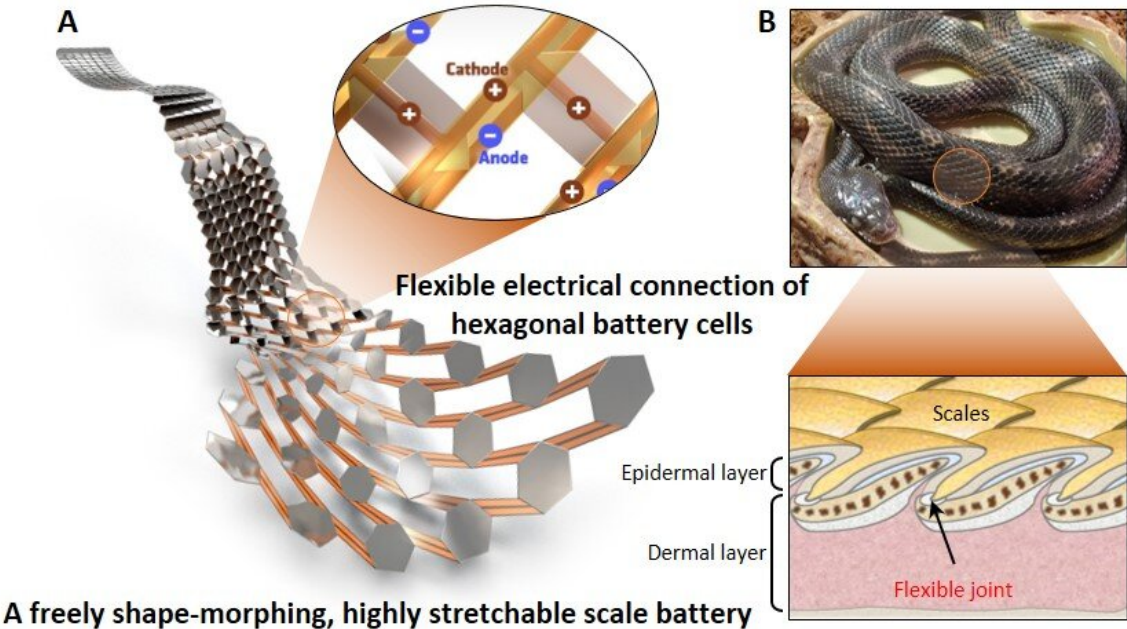 A
Cathode
+
+
+
−
−
Anode
+
Flexible electrical connection of
hexagonal battery cells
A freely shape-morphing, highly stretchable scale battery
B
Scales
Epidermal layer
Dermal layer
Flexible joint